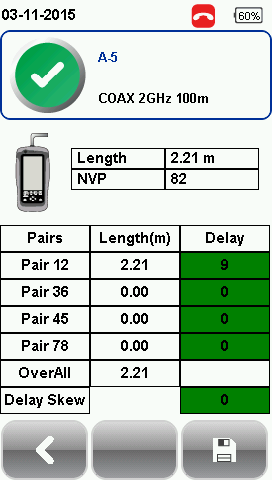 03-11-2015 60%
A-5
COAX 2GHz 100m
Length 2.21 m
NVP 82
Pairs Length(m) Delay
Pair 12 2.21 9
Pair 36 0.00 0
Pair 45 0.00 0
Pair 78 0.00 0
OverAll 2.21
Delay Skew 0